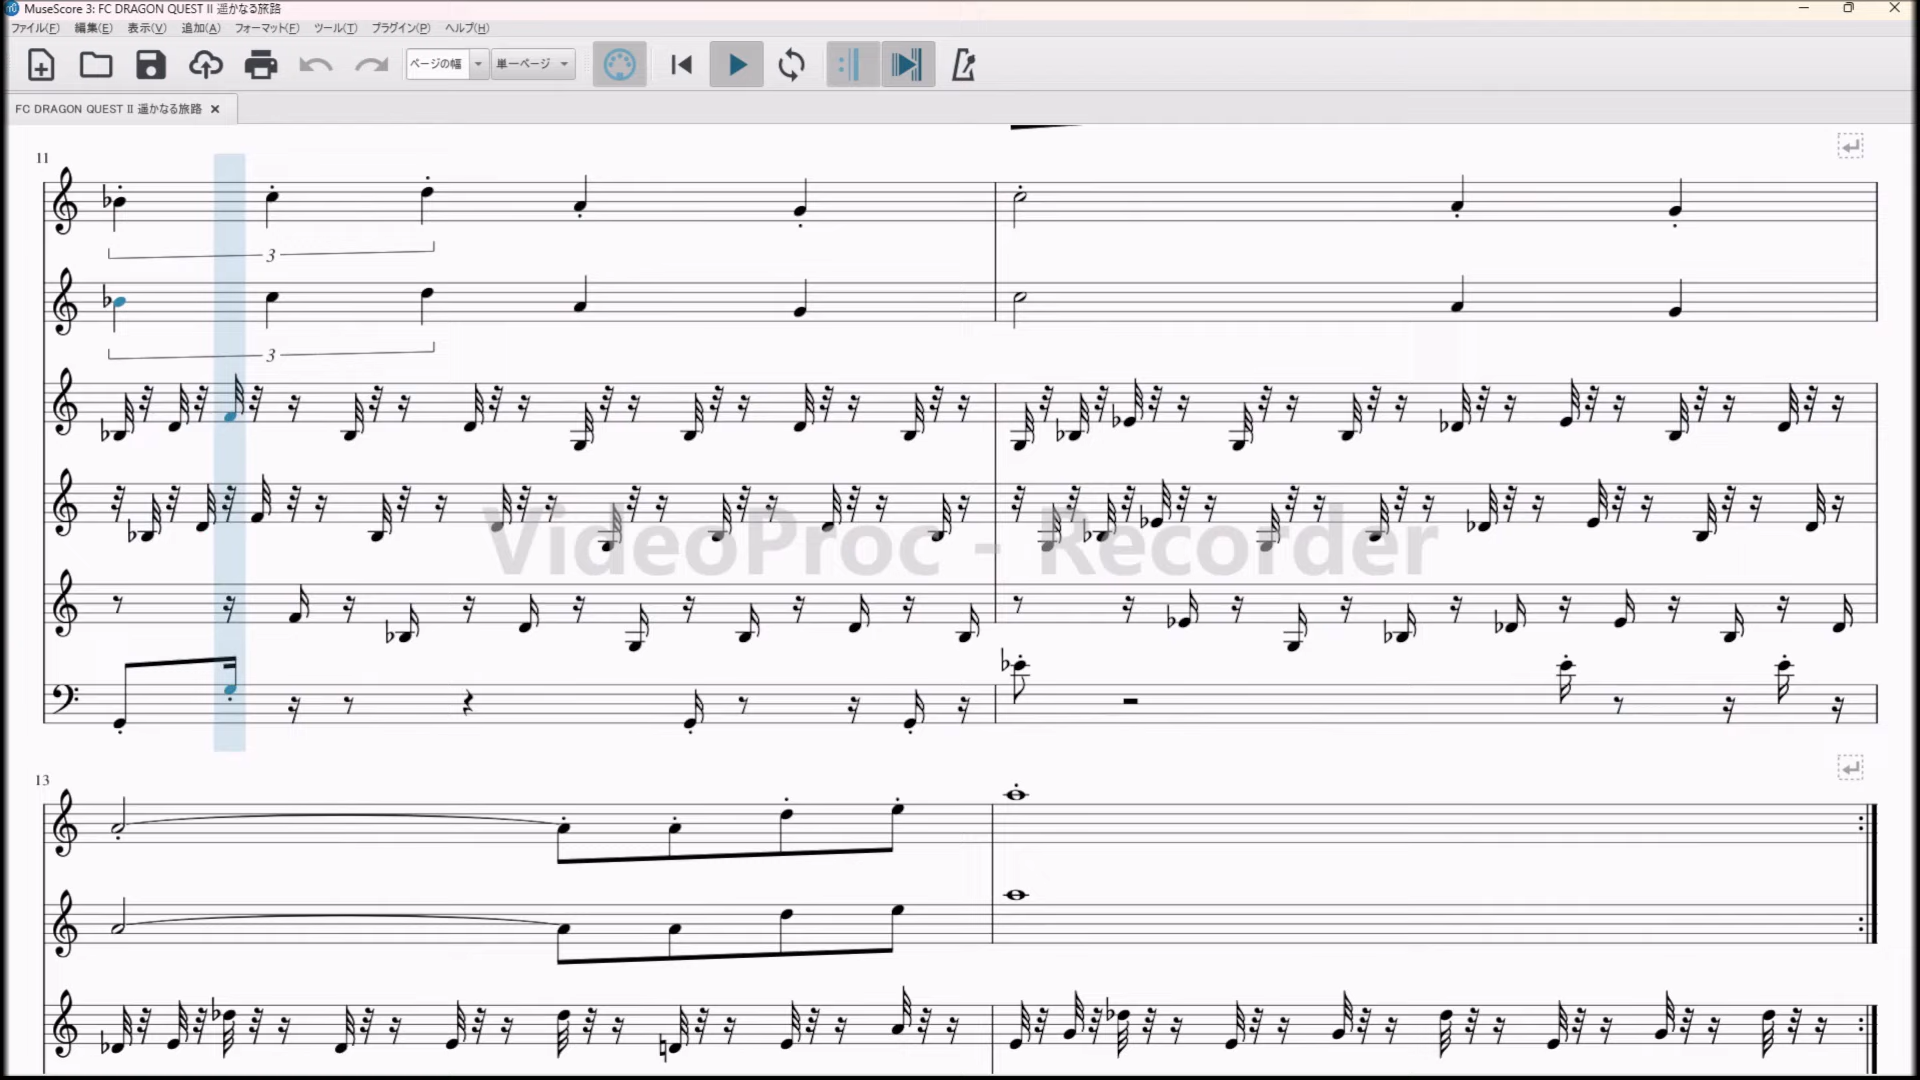 MuseScore 3: FC DRAGON QUEST II 遥かなる旅路
ファイル(F) 編集(E) 表示(V) 追加(A) フォーマット(F) ツール(T) プラグイン(P) ヘルプ(H)
ページの幅 単一ページ
FC DRAGON QUEST II 遥かなる旅路
11
3
3
VideoProc - Recorder
13